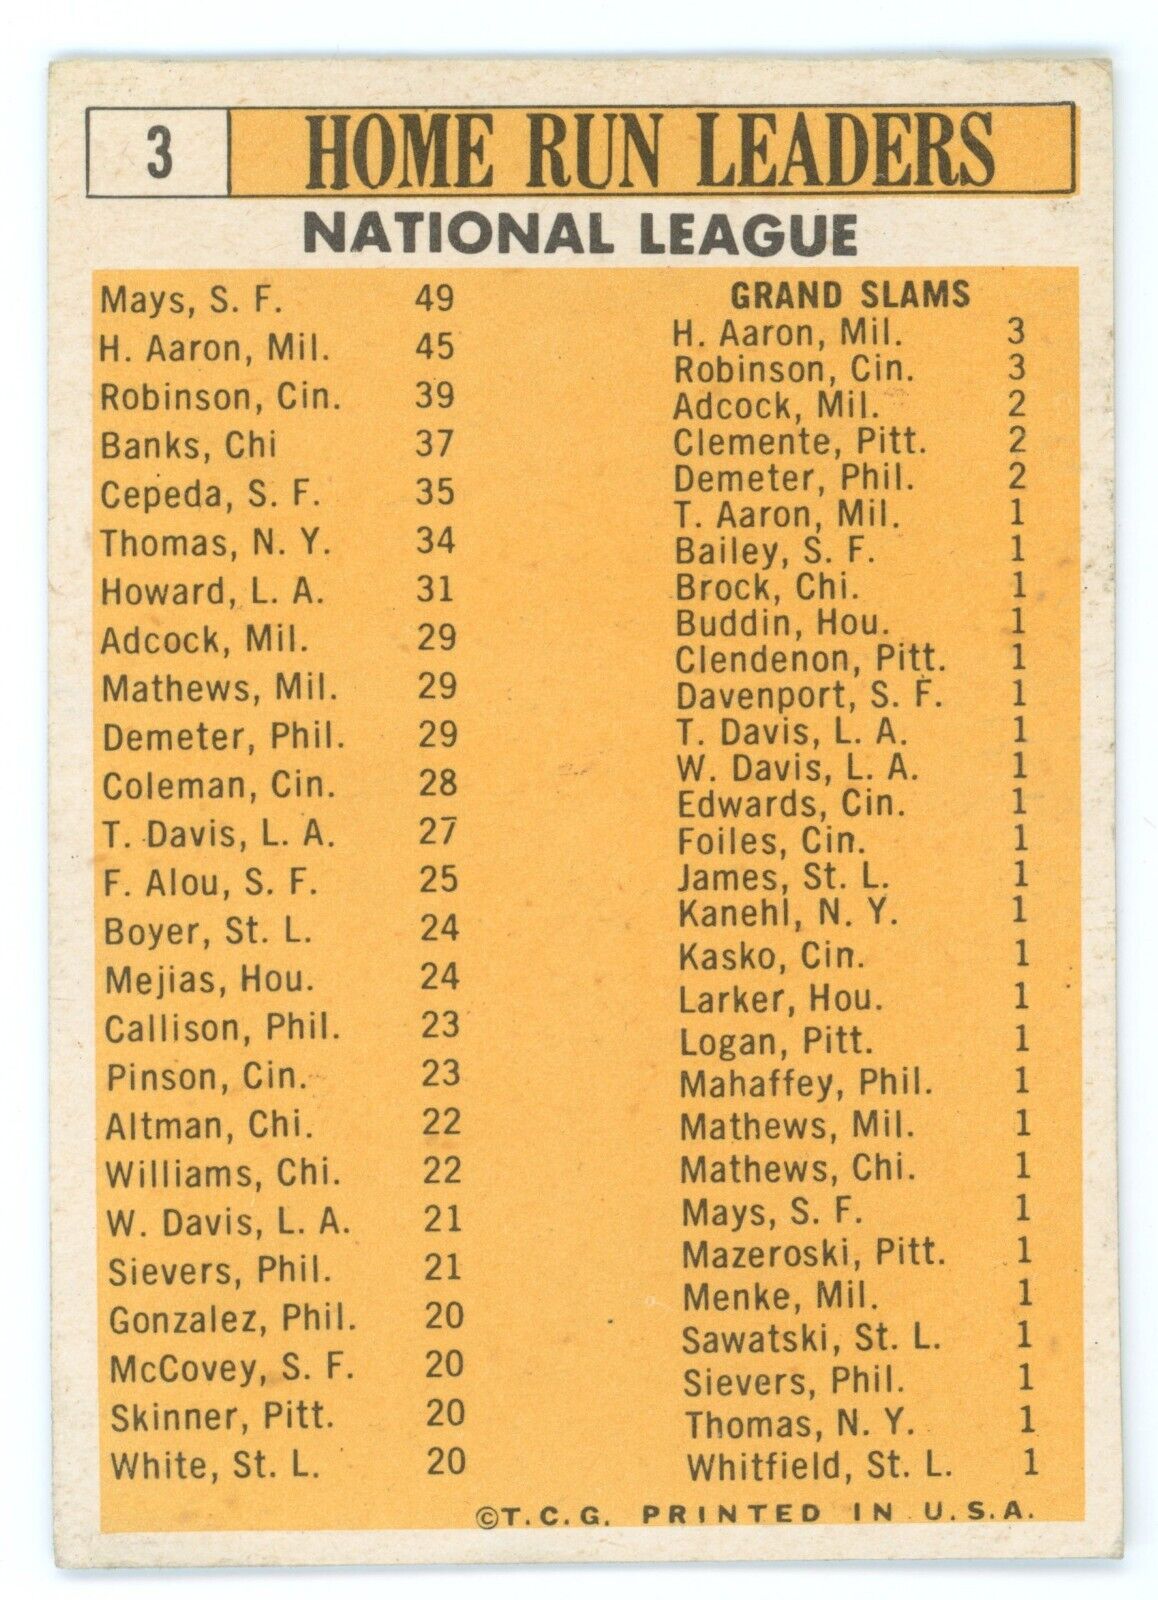 3
HOME RUN LEADERS
NATIONAL LEAGUE
Mays, S. F. 49
H. Aaron, Mil. 45
Robinson, Cin. 39
Banks, Chi 37
Cepeda, S. F. 35
Thomas, N. Y. 34
Howard, L. A. 31
Adcock, Mil. 29
Mathews, Mil. 29
Demeter, Phil. 29
Coleman, Cin. 28
T. Davis, L. A. 27
F. Alou, S. F. 25
Boyer, St. L. 24
Mejias, Hou. 24
Callison, Phil. 23
Pinson, Cin. 23
Altman, Chi. 22
Williams, Chi. 22
W. Davis, L. A. 21
Sievers, Phil. 21
Gonzalez, Phil. 20
McCovey, S. F. 20
Skinner, Pitt. 20
White, St. L. 20
GRAND SLAMS
H. Aaron, Mil. 3
Robinson, Cin. 3
Adcock, Mil. 2
Clemente, Pitt. 2
Demeter, Phil. 2
T. Aaron, Mil. 1
Bailey, S. F. 1
Brock, Chi. 1
Buddin, Hou. 1
Clendenon, Pitt. 1
Davenport, S. F. 1
T. Davis, L. A. 1
W. Davis, L. A. 1
Edwards, Cin. 1
Foiles, Cin. 1
James, St. L. 1
Kanehl, N. Y. 1
Kasko, Cin. 1
Larker, Hou. 1
Logan, Pitt. 1
Mahaffey, Phil. 1
Mathews, Mil. 1
Mathews, Chi. 1
Mays, S. F. 1
Mazeroski, Pitt. 1
Menke, Mil. 1
Sawatski, St. L. 1
Sievers, Phil. 1
Thomas, N. Y. 1
Whitfield, St. L. 1
©T.C.G. PRINTED IN U.S.A.